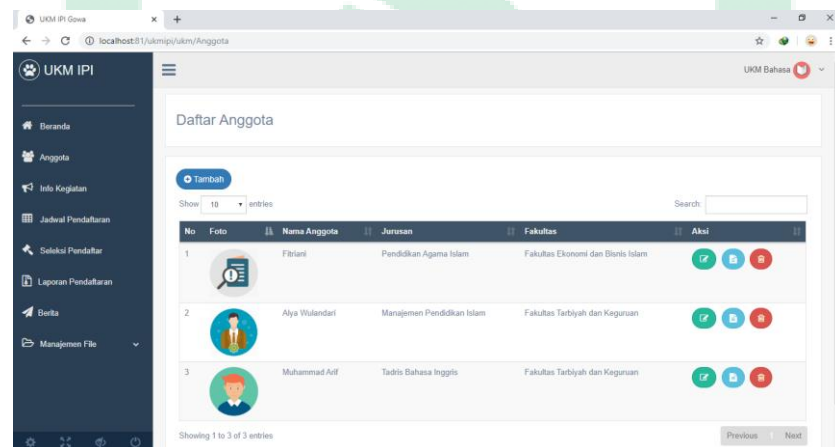 UKM IPI Gowa
localhost:81/ukmipi/ukm/Anggota
UKM IPI
UKM Bahasa
Beranda
Anggota
Info Kegiatan
Jadwal Pendaftaran
Seleksi Pendaftar
Laporan Pendaftaran
Berita
Manajemen File
Daftar Anggota
Tambah
Show 10 entries
Search:
No Foto Nama Anggota Jurusan Fakultas Aksi
1 Fitriani Pendidikan Agama Islam Fakultas Ekonomi dan Bisnis Islam
2 Alya Wulandari Manajemen Pendidikan Islam Fakultas Tarbiyah dan Keguruan
3 Muhammad Arif Tadris Bahasa Inggris Fakultas Tarbiyah dan Keguruan
Showing 1 to 3 of 3 entries
Previous 1 Next